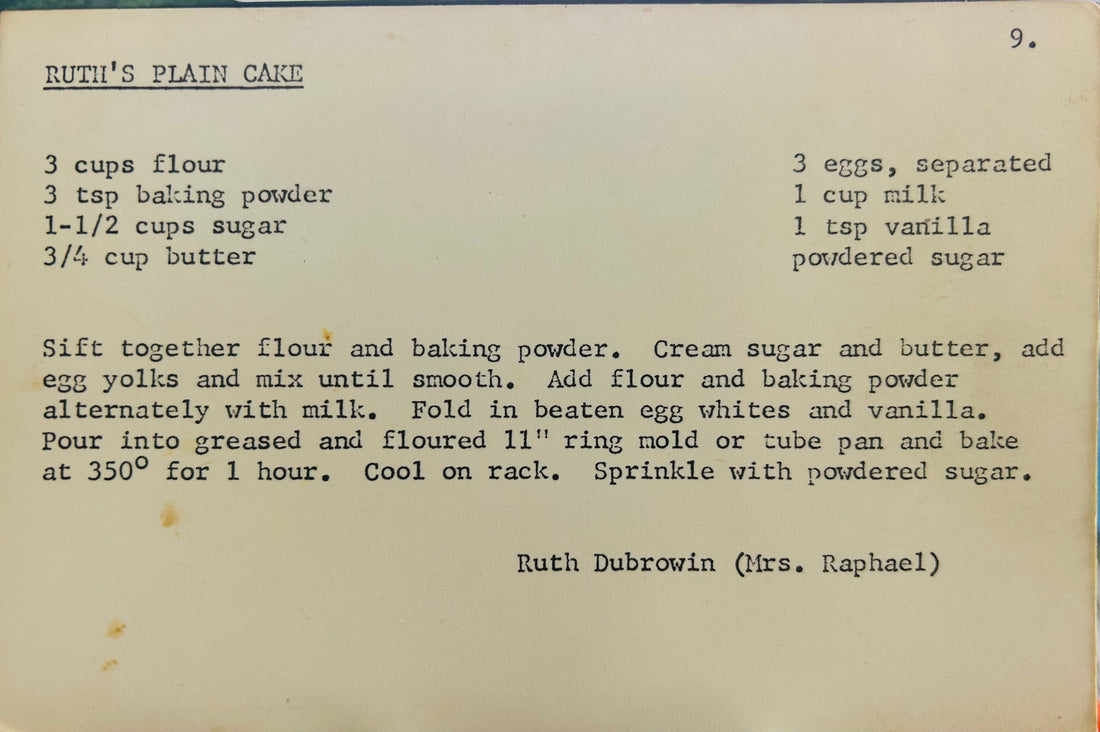 9.
RUTH'S PLAIN CAKE
3 cups flour
3 tsp baking powder
1-1/2 cups sugar
3/4 cup butter
3 eggs, separated
1 cup milk
1 tsp vanilla
powdered sugar
Sift together flour and baking powder. Cream sugar and butter, add
egg yolks and mix until smooth. Add flour and baking powder
alternately with milk. Fold in beaten egg whites and vanilla.
Pour into greased and floured 11" ring mold or tube pan and bake
at 350° for 1 hour. Cool on rack. Sprinkle with powdered sugar.
Ruth Dubrowin (Mrs. Raphael)